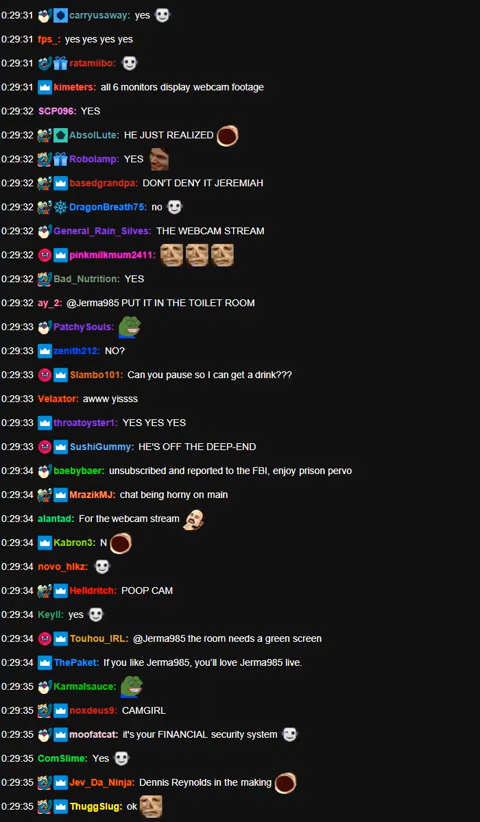 0:29:31 carryusaway: yes
0:29:31 fps_: yes yes yes yes
0:29:31 ratamiibo:
0:29:31 kimeters: all 6 monitors display webcam footage
0:29:32 SCP096: YES
0:29:32 AbsolLute: HE JUST REALIZED
0:29:32 Robolamp: YES
0:29:32 basedgrandpa: DON'T DENY IT JEREMIAH
0:29:32 DragonBreath75: no
0:29:32 General_Rain_Silves: THE WEBCAM STREAM
0:29:32 pinkmilkmum2411:
0:29:32 Bad_Nutrition: YES
0:29:32 ay_2: @Jerma985 PUT IT IN THE TOILET ROOM
0:29:33 PatchySouls:
0:29:33 zenith212: NO?
0:29:33 Slambo101: Can you pause so I can get a drink???
0:29:33 Velaxtor: awww yissss
0:29:33 throatoyster1: YES YES YES
0:29:33 SushiGummy: HE'S OFF THE DEEP-END
0:29:34 baebybaer: unsubscribed and reported to the FBI, enjoy prison pervo
0:29:34 MrazikMJ: chat being horny on main
0:29:34 alantad: For the webcam stream
0:29:34 Kabron3: N
0:29:34 novo_hlkz:
0:29:34 Helldritch: POOP CAM
0:29:34 Keyll: yes
0:29:34 Touhou_IRL: @Jerma985 the room needs a green screen
0:29:34 ThePaket: If you like Jerma985, you'll love Jerma985 live.
0:29:35 Karmalsauce:
0:29:35 noxdeus9: CAMGIRL
0:29:35 moofatcat: it's your FINANCIAL security system
0:29:35 ComSlime: Yes
0:29:35 Jev_Da_Ninja: Dennis Reynolds in the making
0:29:35 ThuggSlug: ok